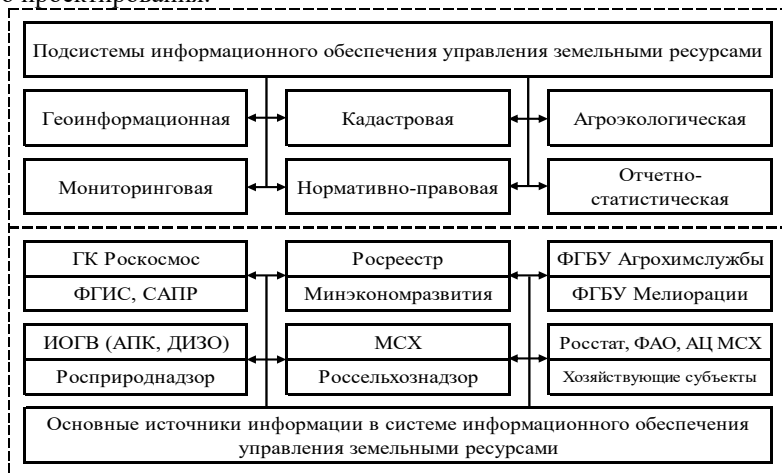 о проектирования.
Подсистемы информационного обеспечения управления земельными ресурсами
Геоинформационная
Кадастровая
Агроэкологическая
Мониторинговая
Нормативно-правовая
Отчетно-
статистическая
ГК Роскосмос
Росреестр
ФГБУ Агрохимслужбы
ФГИС, САПР
Минэкономразвития
ФГБУ Мелиорации
ИОГВ (АПК, ДИЗО)
МСХ
Росстат, ФАО, АЦ МСХ
Росприроднадзор
Россельхознадзор
Хозяйствующие субъекты
Основные источники информации в системе информационного обеспечения
управления земельными ресурсами